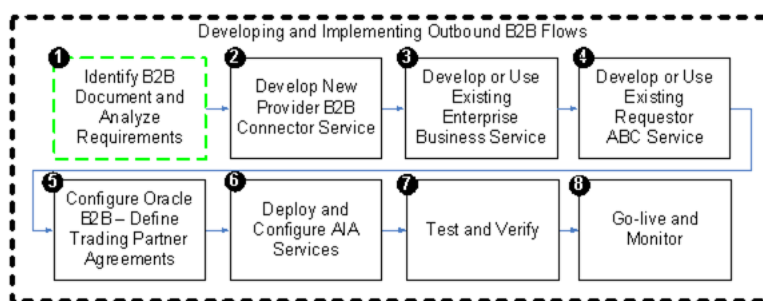 Developing and Implementing Outbound B2B Flows
1
Identify B2B
Document and
Analyze
Requirements
2
Develop New
Provider B2B
Connector Service
3
Develop or Use
Existing
Enterprise
Business Service
4
Develop or Use
Existing
Requestor
ABC Service
5
Configure Oracle
B2B – Define
Trading Partner
Agreements
6
Deploy and
Configure AIA
Services
7
Test and Verify
8
Go-live and
Monitor